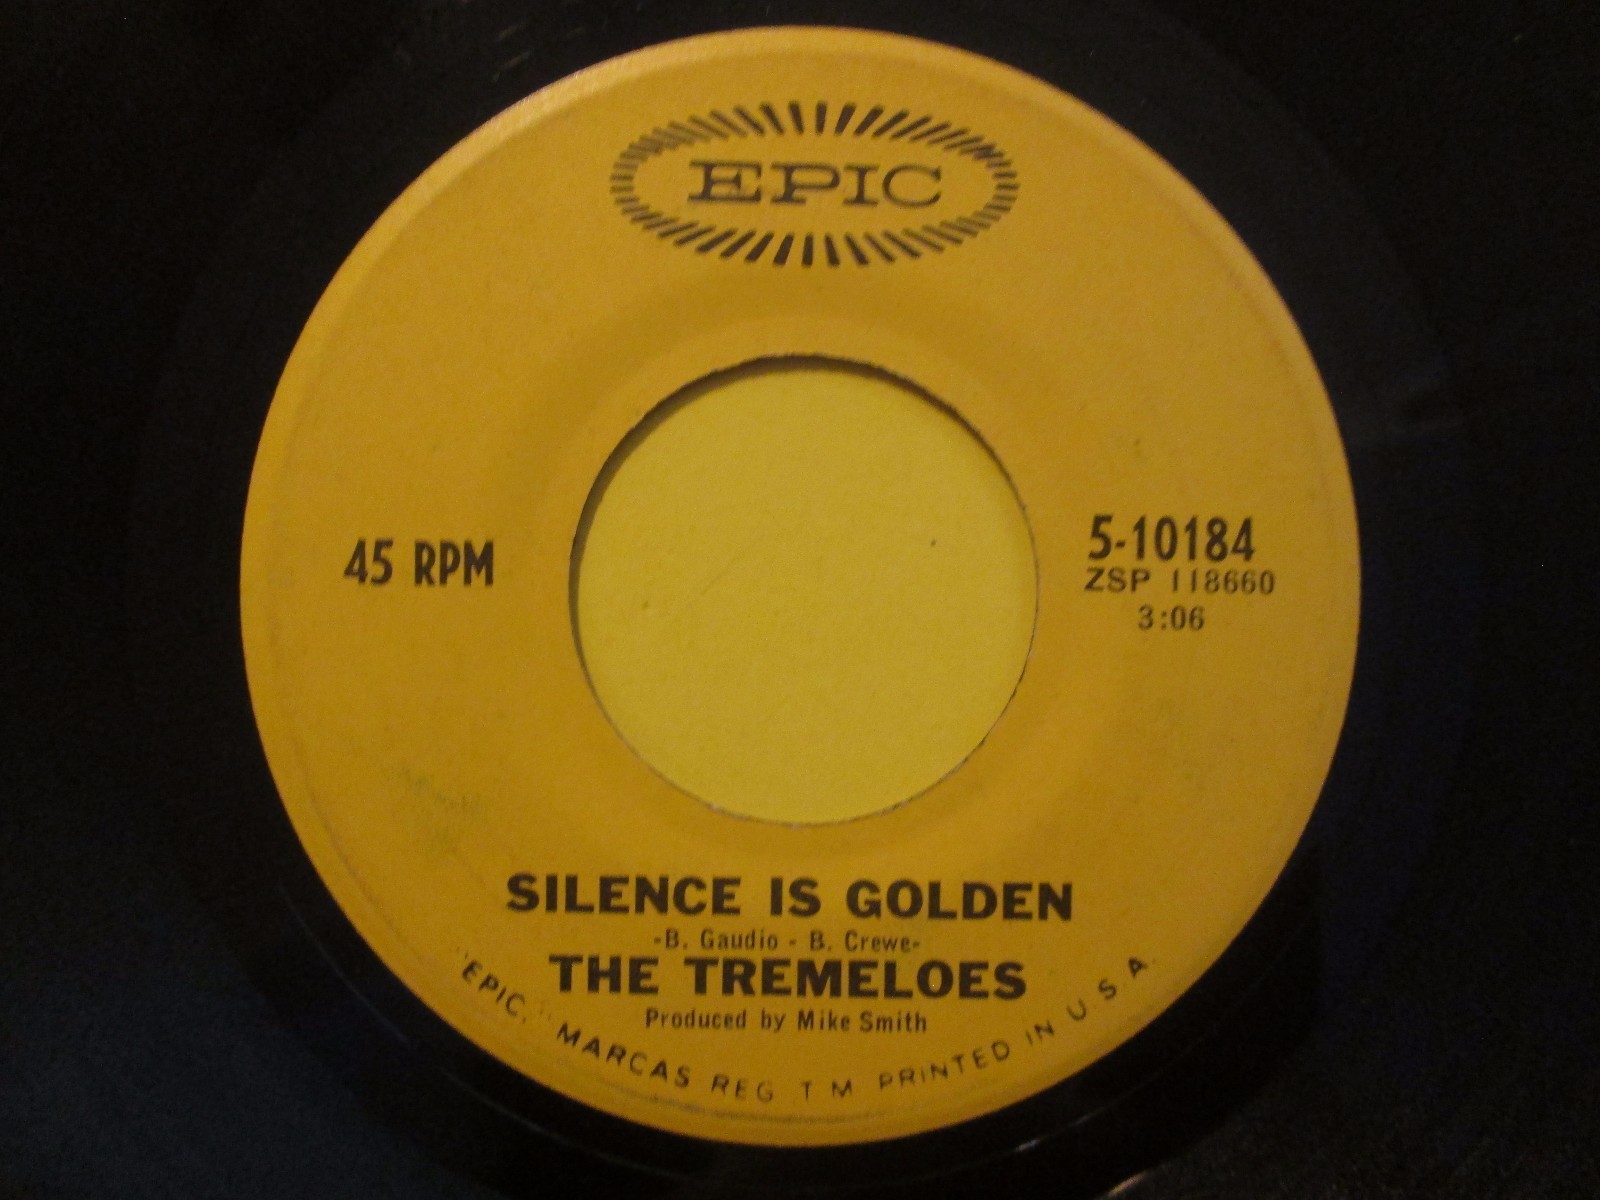 EPIC
45 RPM
5-10184
ZSP 118660
3:06
SILENCE IS GOLDEN
-B. Gaudio - B. Crewe-
THE TREMELOES
Produced by Mike Smith
"EPIC," MARCAS REG T M PRINTED IN U.S.A.